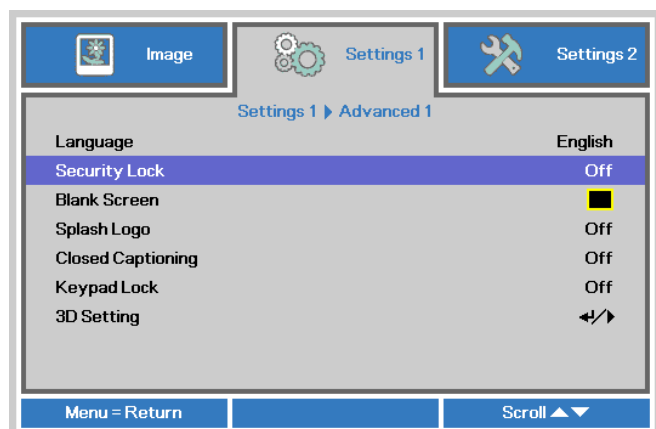 Image
Settings 1
Settings 2
Settings 1 Advanced 1
Language English
Security Lock Off
Blank Screen
Splash Logo Off
Closed Captioning Off
Keypad Lock Off
3D Setting
Menu = Return
Scroll